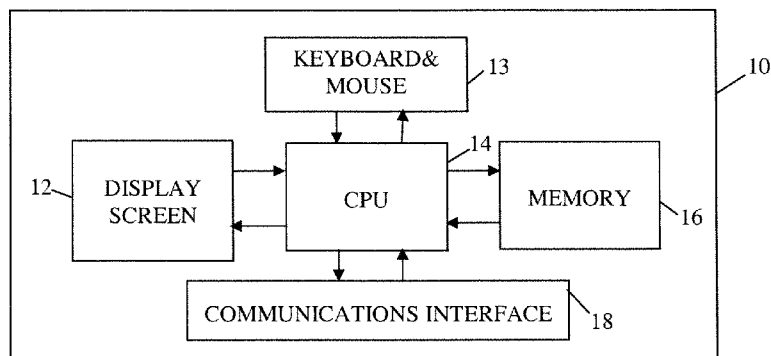 KEYBOARD&
MOUSE
13
10
14
12
DISPLAY
SCREEN
CPU
MEMORY
16
COMMUNICATIONS INTERFACE
18